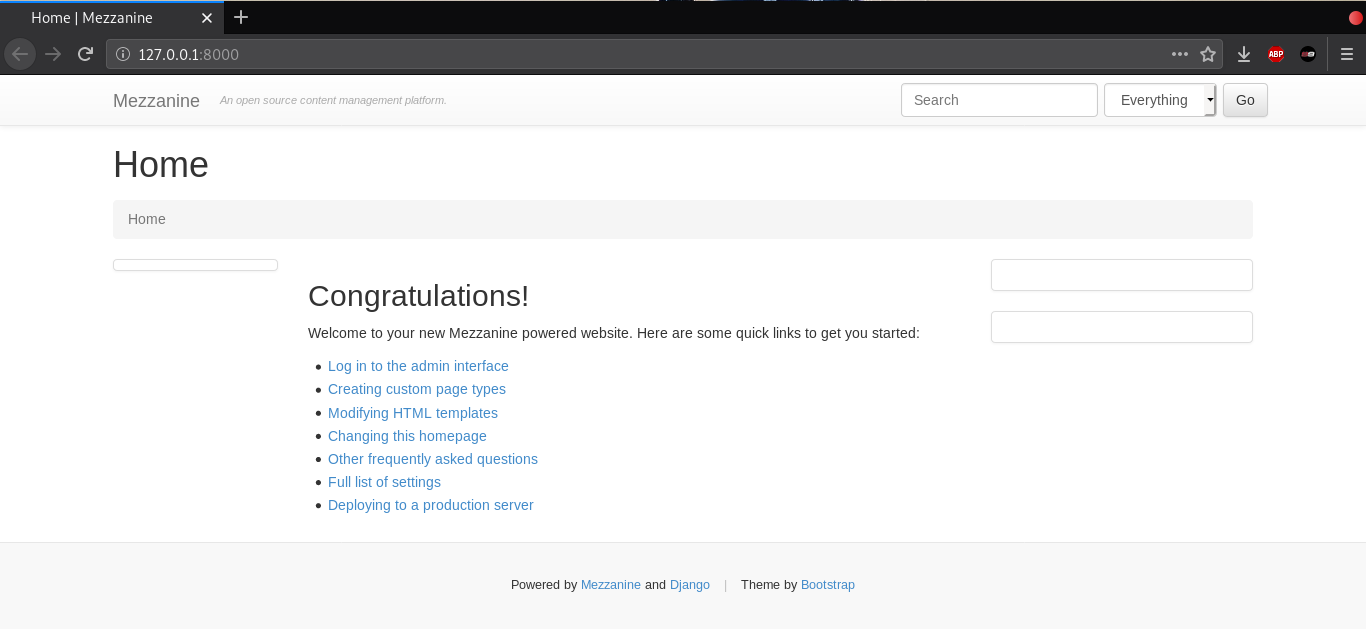 Home | Mezzanine
127.0.0.1:8000
ABP
Mezzanine An open source content management platform. Search Everything Go
Home
Home
Congratulations!
Welcome to your new Mezzanine powered website. Here are some quick links to get you started:
Log in to the admin interface
Creating custom page types
Modifying HTML templates
Changing this homepage
Other frequently asked questions
Full list of settings
Deploying to a production server
Powered by Mezzanine and Django | Theme by Bootstrap